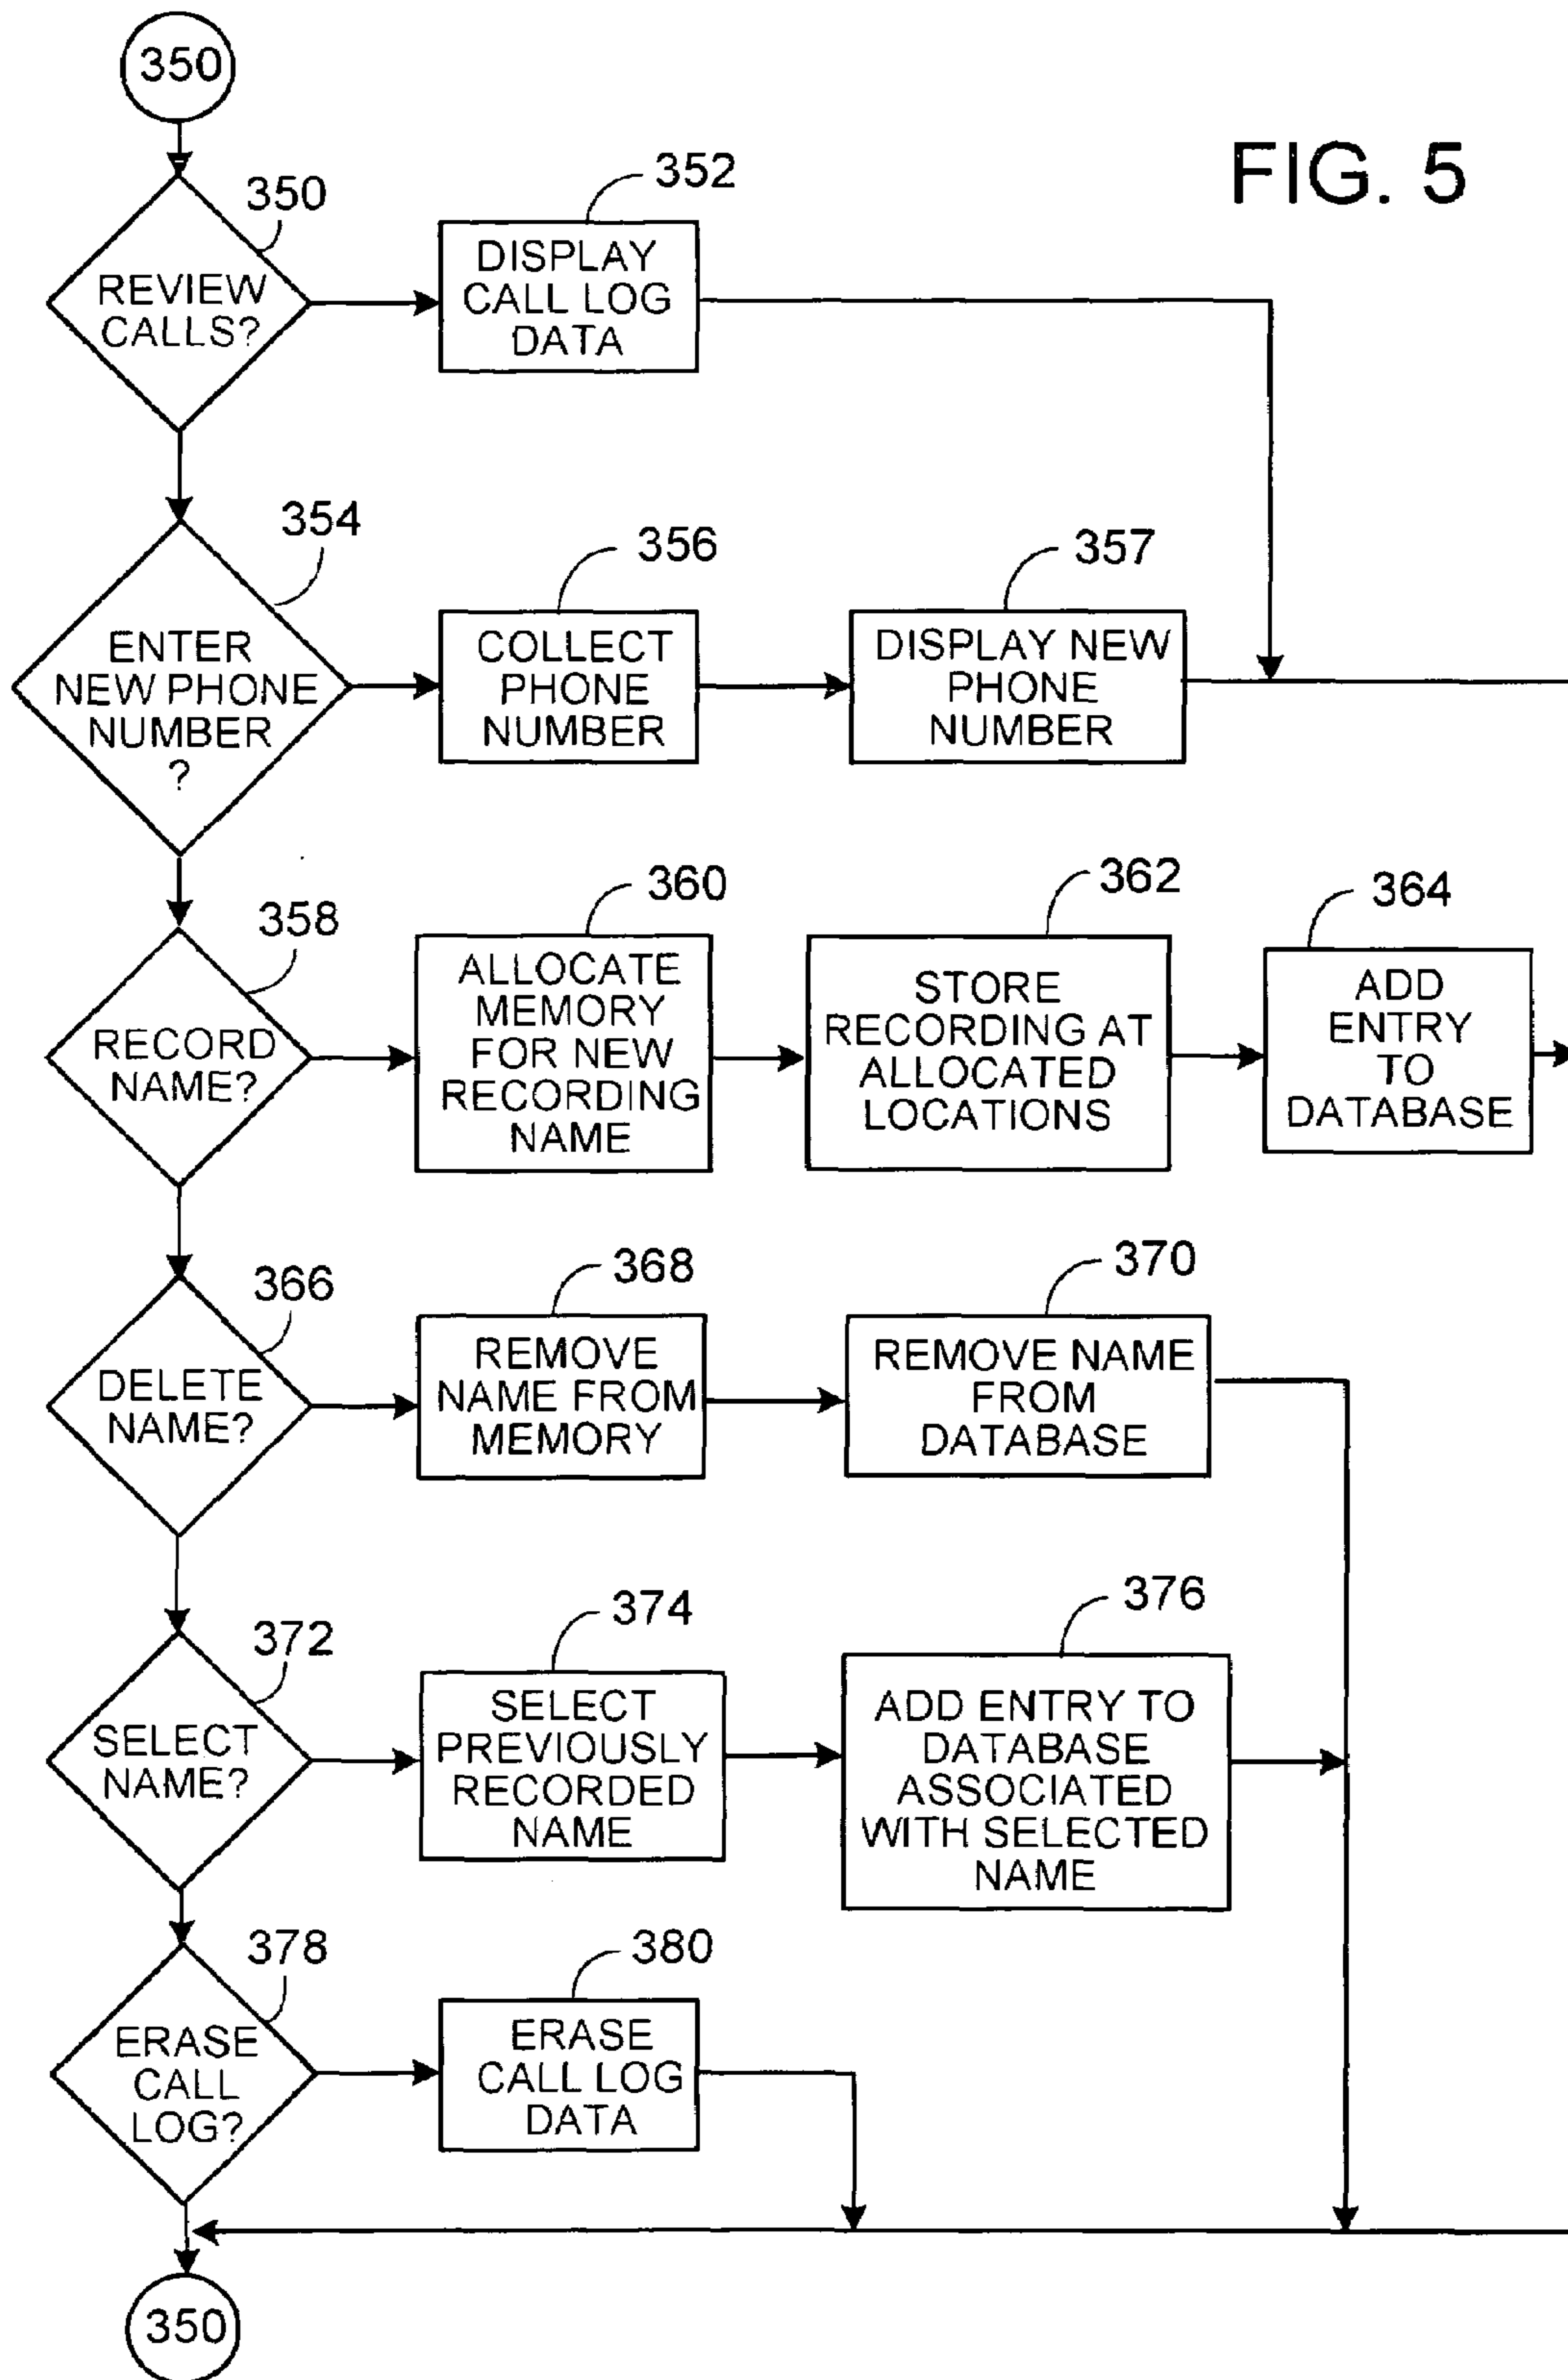 350
FIG. 5
350
REVIEW
CALLS?
352
DISPLAY
CALL LOG
DATA
354
ENTER
NEW PHONE
NUMBER
?
356
COLLECT
PHONE
NUMBER
357
DISPLAY NEW
PHONE
NUMBER
358
RECORD
NAME?
360
ALLOCATE
MEMORY
FOR NEW
RECORDING
NAME
362
STORE
RECORDING AT
ALLOCATED
LOCATIONS
364
ADD
ENTRY
TO
DATABASE
366
DELETE
NAME?
368
REMOVE
NAME FROM
MEMORY
370
REMOVE NAME
FROM
DATABASE
372
SELECT
NAME?
374
SELECT
PREVIOUSLY
RECORDED
NAME
376
ADD ENTRY TO
DATABASE
ASSOCIATED
WITH SELECTED
NAME
378
ERASE
CALL
LOG?
380
ERASE
CALL LOG
DATA
350